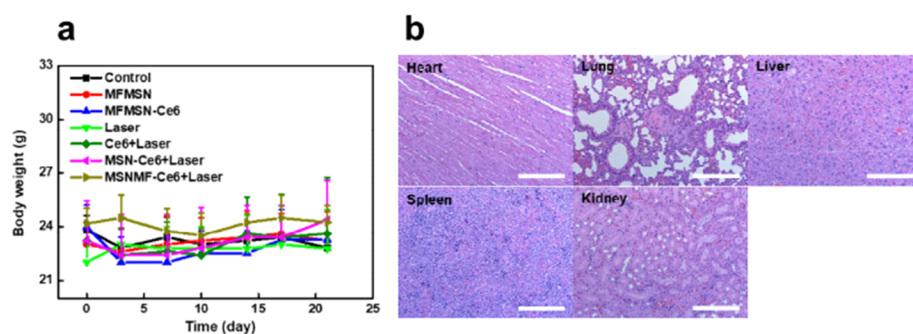 a
b
33
30
27
24
21
Body weight (g)
Control
MFMSN
MFMSN-Ce6
Laser
Ce6+Laser
MSN-Ce6+Laser
MSNMF-Ce6+Laser
0
5
10
15
20
25
Time (day)
Heart
Lung
Liver
Spleen
Kidney